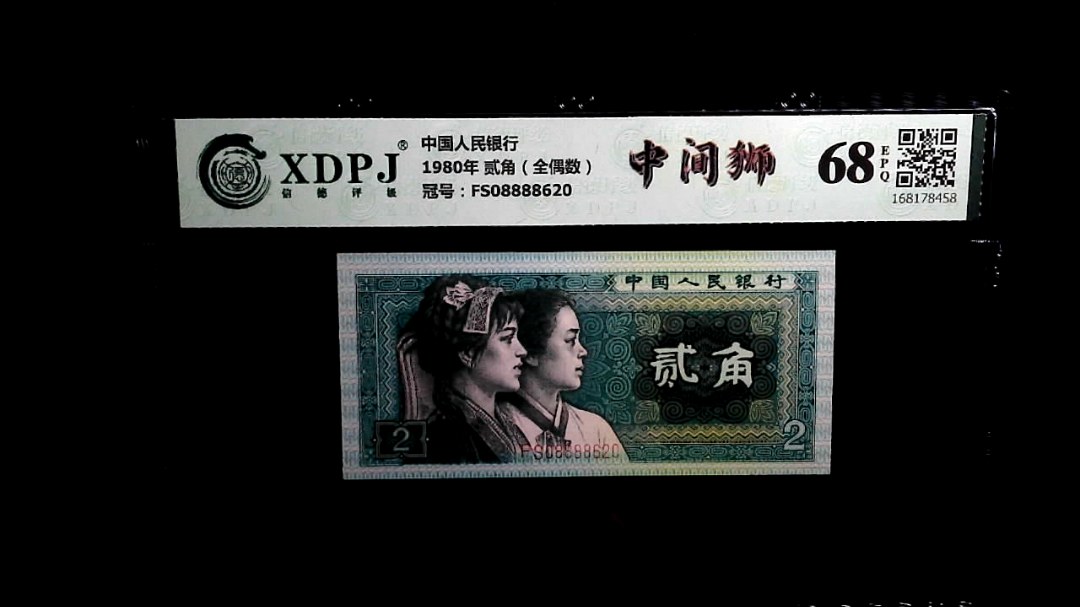 XDPJ®
信德评级
中国人民银行
1980年 贰角（全偶数）
冠号：FS08888620
中间狮
68
EPQ
168178458
中国人民银行
贰角
2
2
FS08888620